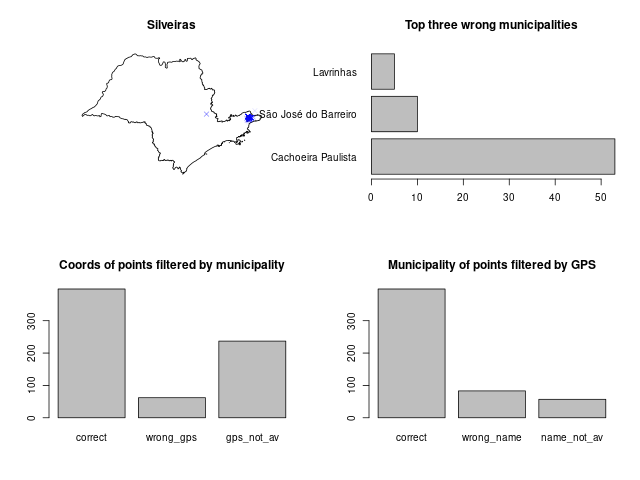 Silveiras
Top three wrong municipalities
Lavrinhas
São José do Barreiro
Cachoeira Paulista
0 10 20 30 40 50
Coords of points filtered by municipality
0 100 200 300
correct wrong_gps gps_not_av
Municipality of points filtered by GPS
0 100 200 300
correct wrong_name name_not_av